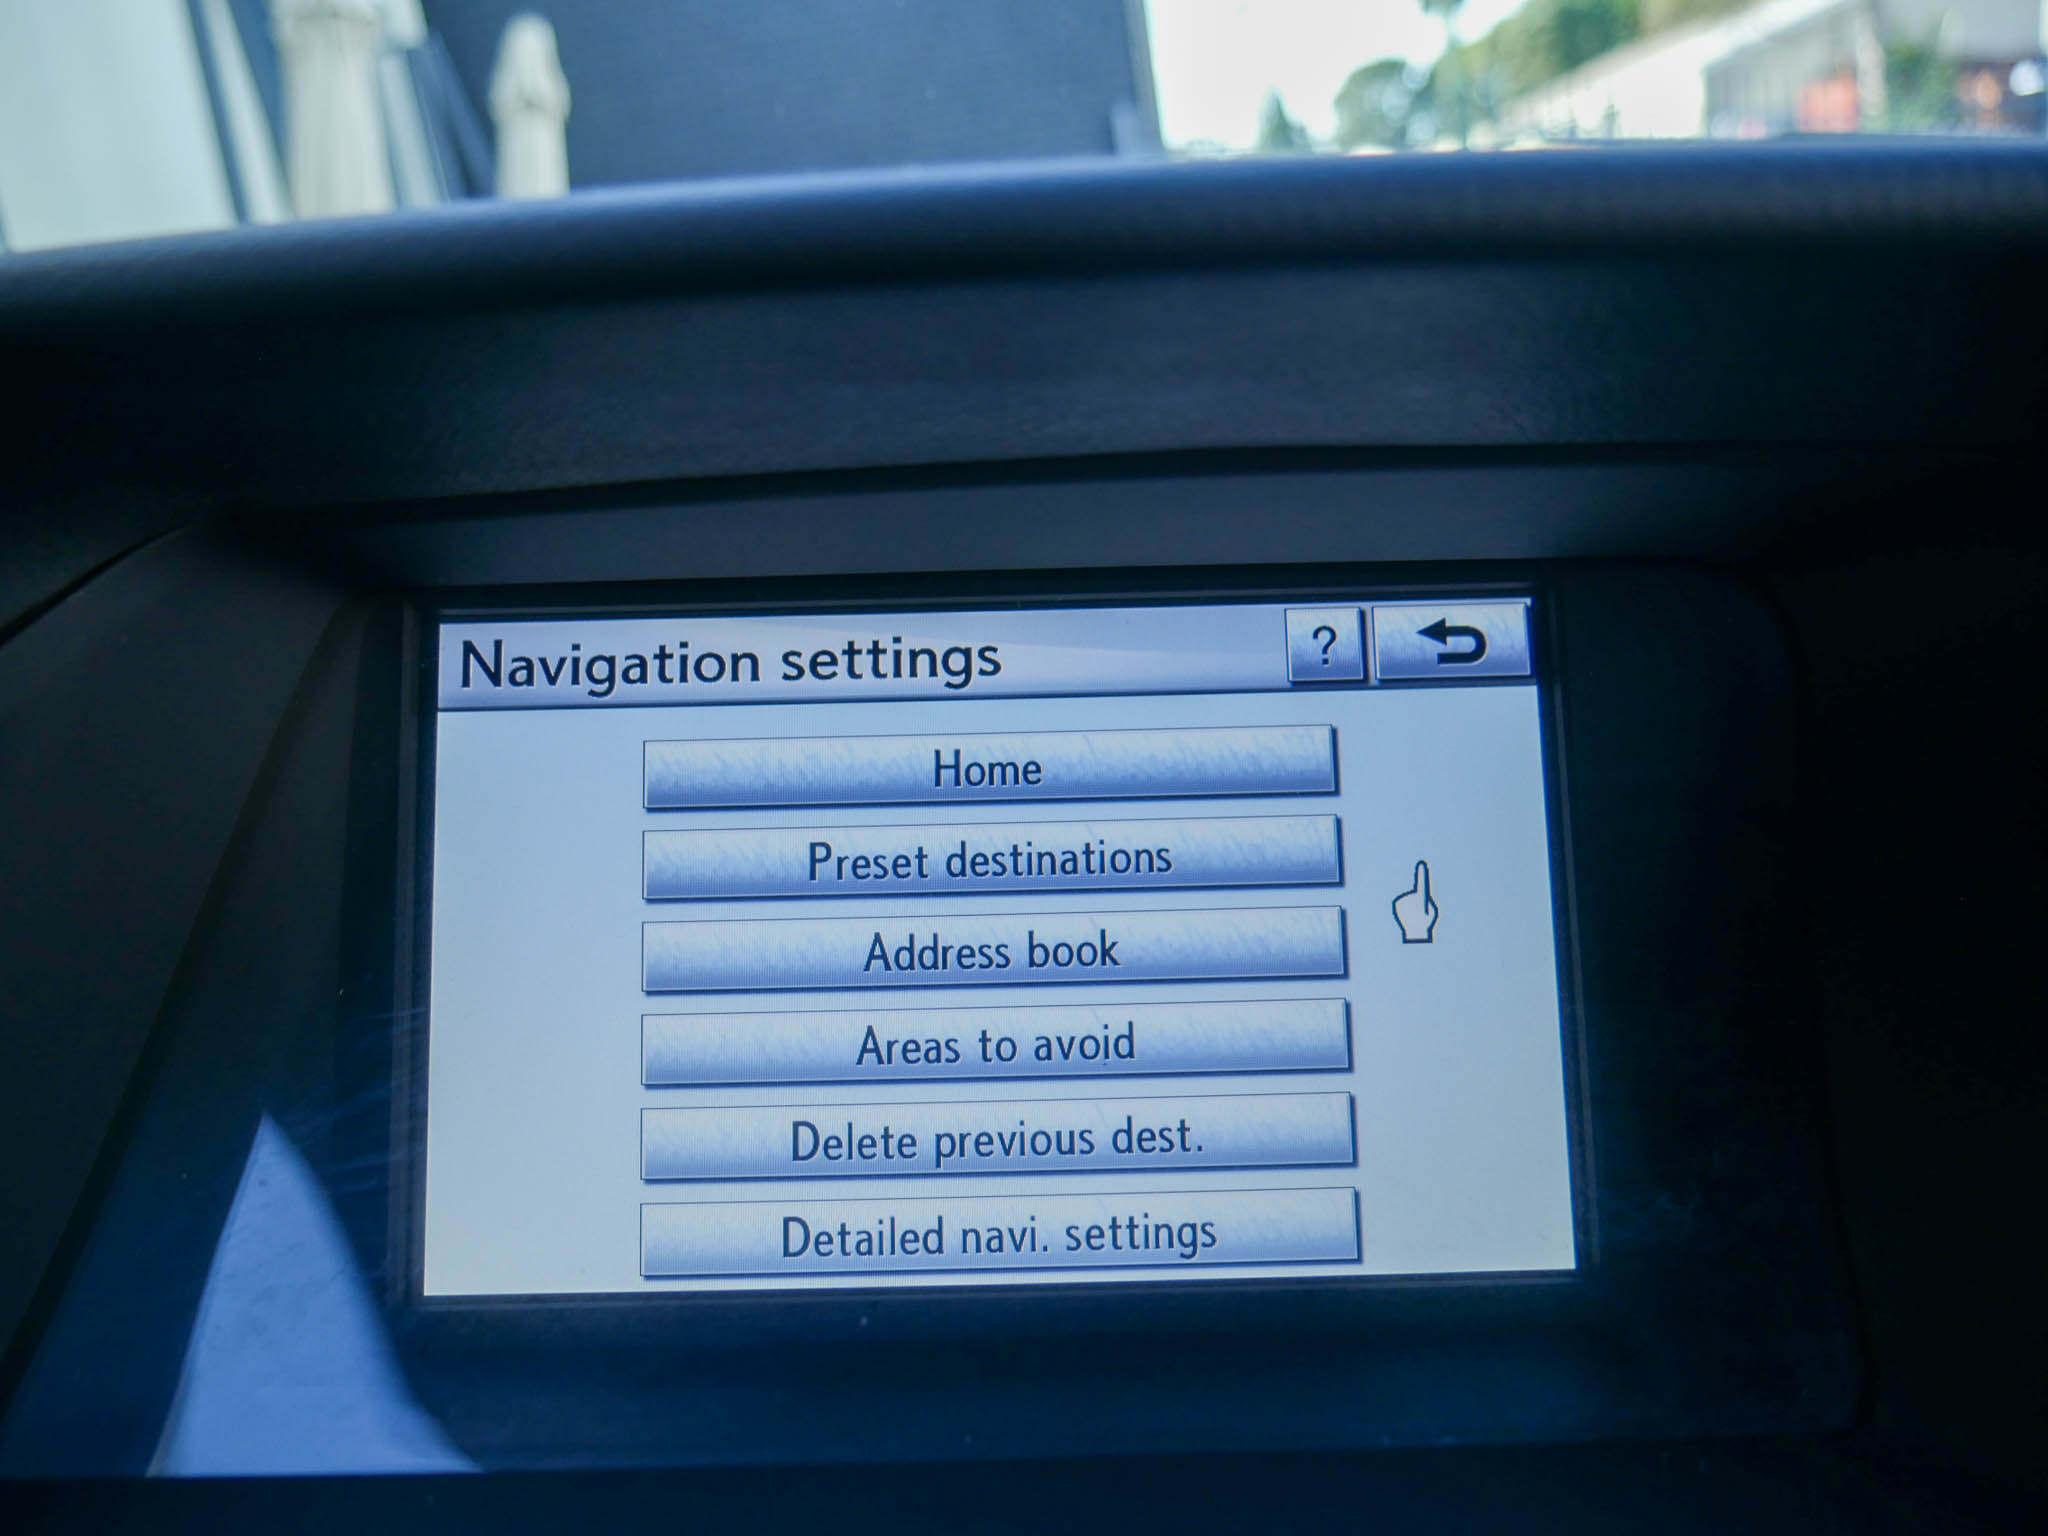 Navigation settings ?
Home
Preset destinations
Address book
Areas to avoid
Delete previous dest.
Detailed navi. settings